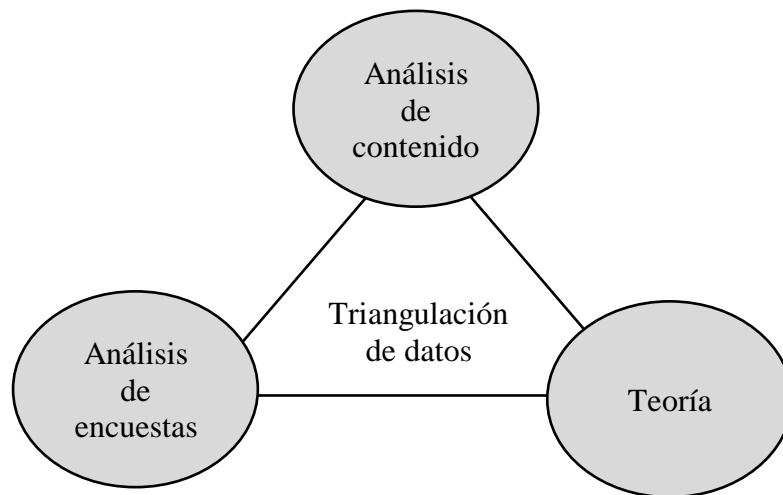 Análisis
de
contenido
Triangulación
de datos
Análisis
de
encuestas
Teoría